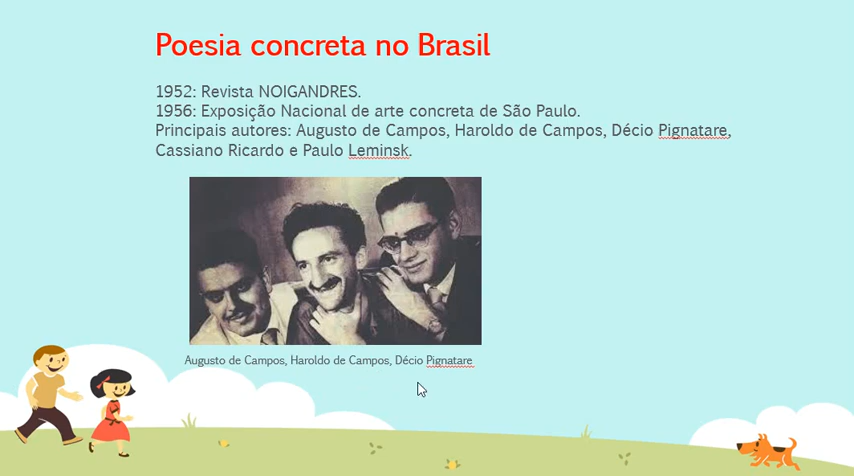 Poesia concreta no Brasil
1952: Revista NOIGANDRES.
1956: Exposição Nacional de arte concreta de São Paulo.
Principais autores: Augusto de Campos, Haroldo de Campos, Décio Pignatare,
Cassiano Ricardo e Paulo Leminsk.
Augusto de Campos, Haroldo de Campos, Décio Pignatare